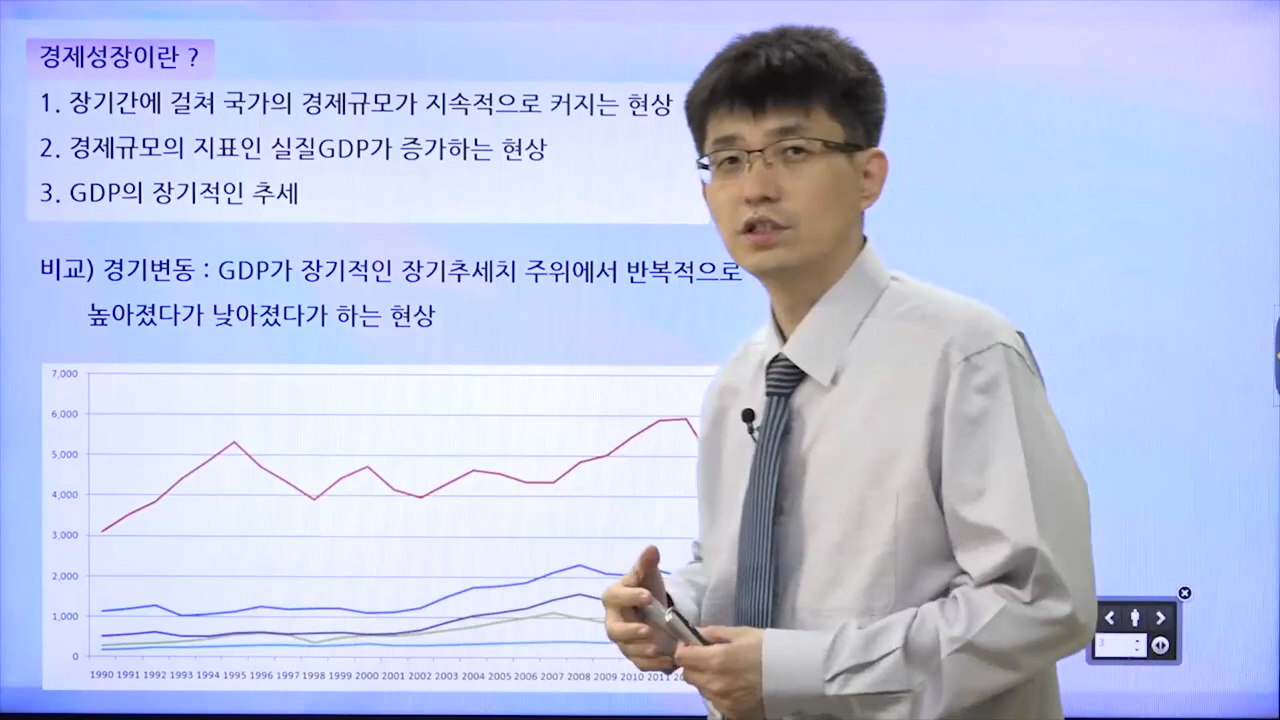 경제성장이란 ?
1. 장기간에 걸쳐 국가의 경제규모가 지속적으로 커지는 현상
2. 경제규모의 지표인 실질GDP가 증가하는 현상
3. GDP의 장기적인 추세
비교) 경기변동 : GDP가 장기적인 장기추세치 주위에서 반복적으로
높아졌다가 낮아졌다가 하는 현상
7,000
6,000
5,000
4,000
3,000
2,000
1,000
0
1990 1991 1992 1993 1994 1995 1996 1997 1998 1999 2000 2001 2002 2003 2004 2005 2006 2007 2008 2009 2010 2011
3